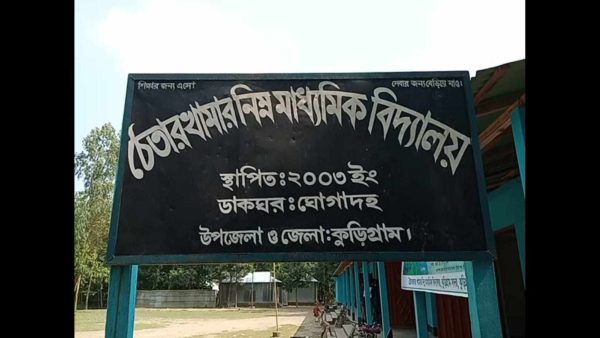 শিক্ষার জন্য এসো
সেবার জন্য বেড়িয়ে যাও।
চৈতারখামার নিম্ন মাধ্যমিক বিদ্যালয়
স্থাপিত: ২০০৩ ইং
ডাকঘর: ঘোগাদহ
উপজেলা ও জেলা: কুড়িগ্রাম।